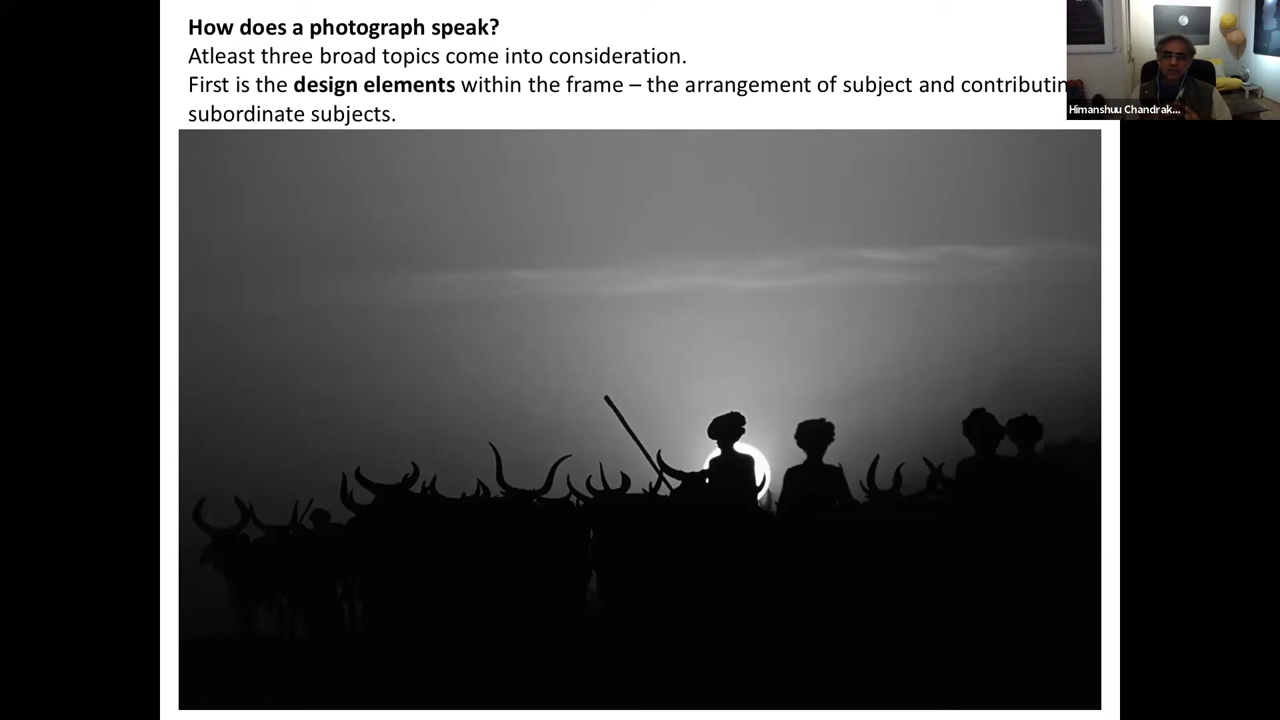 How does a photograph speak?
Atleast three broad topics come into consideration.
First is the design elements within the frame – the arrangement of subject and contributin
subordinate subjects.
Himanshuu Chandrak...